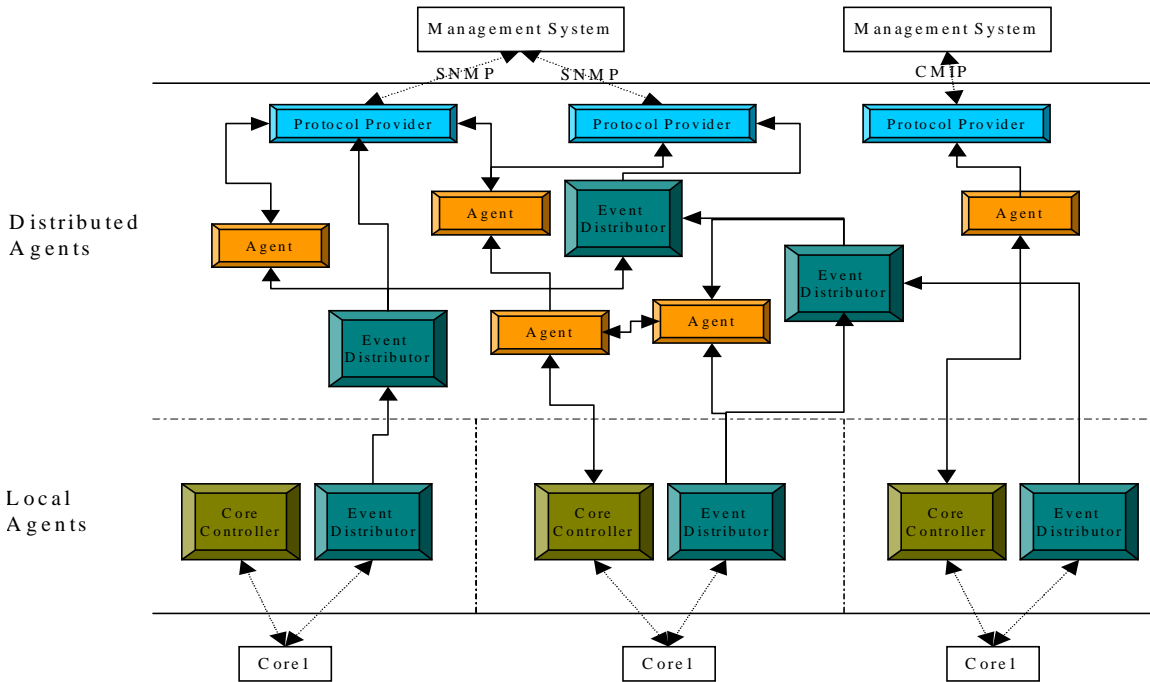 Management System
Management System
SNMP
SNMP
CMIP
Protocol Provider
Protocol Provider
Protocol Provider
Distributed
Agents
Agent
Agent
Event
Distributor
Agent
Event
Distributor
Event
Distributor
Agent
Agent
Local
Agents
Core
Controller
Event
Distributor
Core
Controller
Event
Distributor
Core
Controller
Event
Distributor
Core1
Core1
Core1